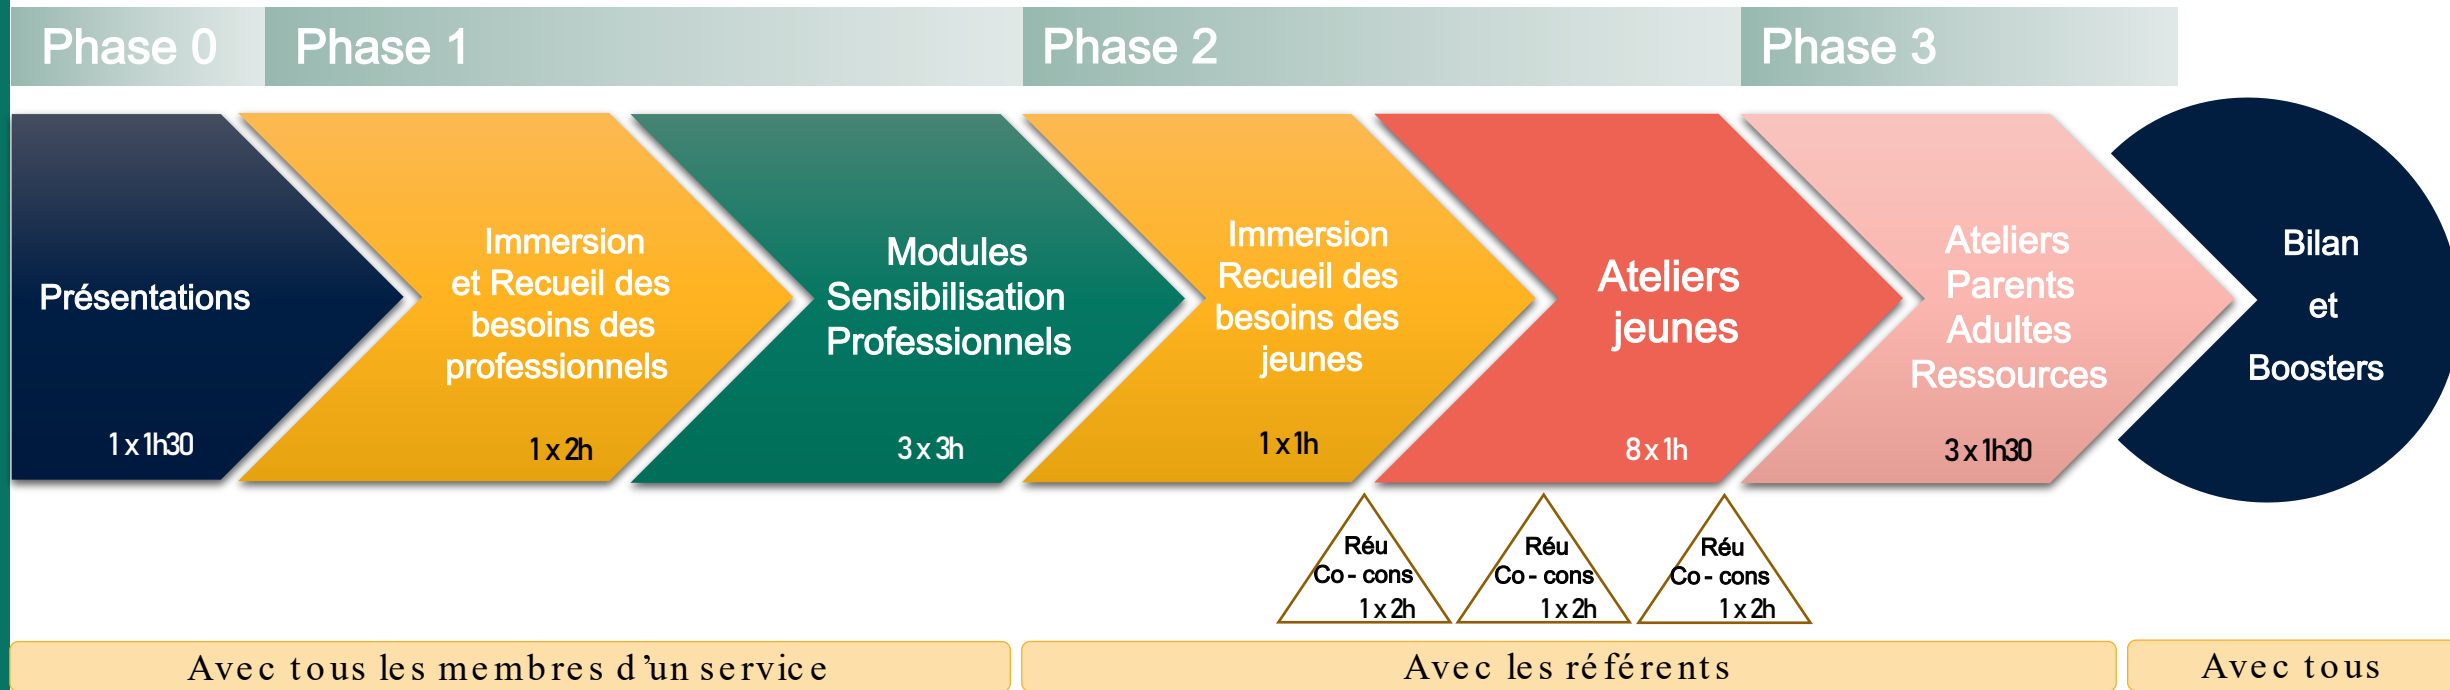 Phase 0
Phase 1
Phase 2
Phase 3
Présentations
1 x 1h30
Immersion
et Recueil des
besoins des
professionnels
1 x 2h
Modules
Sensibilisation
Professionnels
3 x 3h
Immersion
Recueil des
besoins des
jeunes
1 x 1h
Ateliers
jeunes
8 x 1h
Ateliers
Parents
Adultes
Ressources
3 x 1h30
Bilan
et
Boosters
Réu
Co - cons
1 x 2h
Réu
Co - cons
1 x 2h
Réu
Co - cons
1 x 2h
Avec tous les membres d'un service
Avec les référents
Avec tous